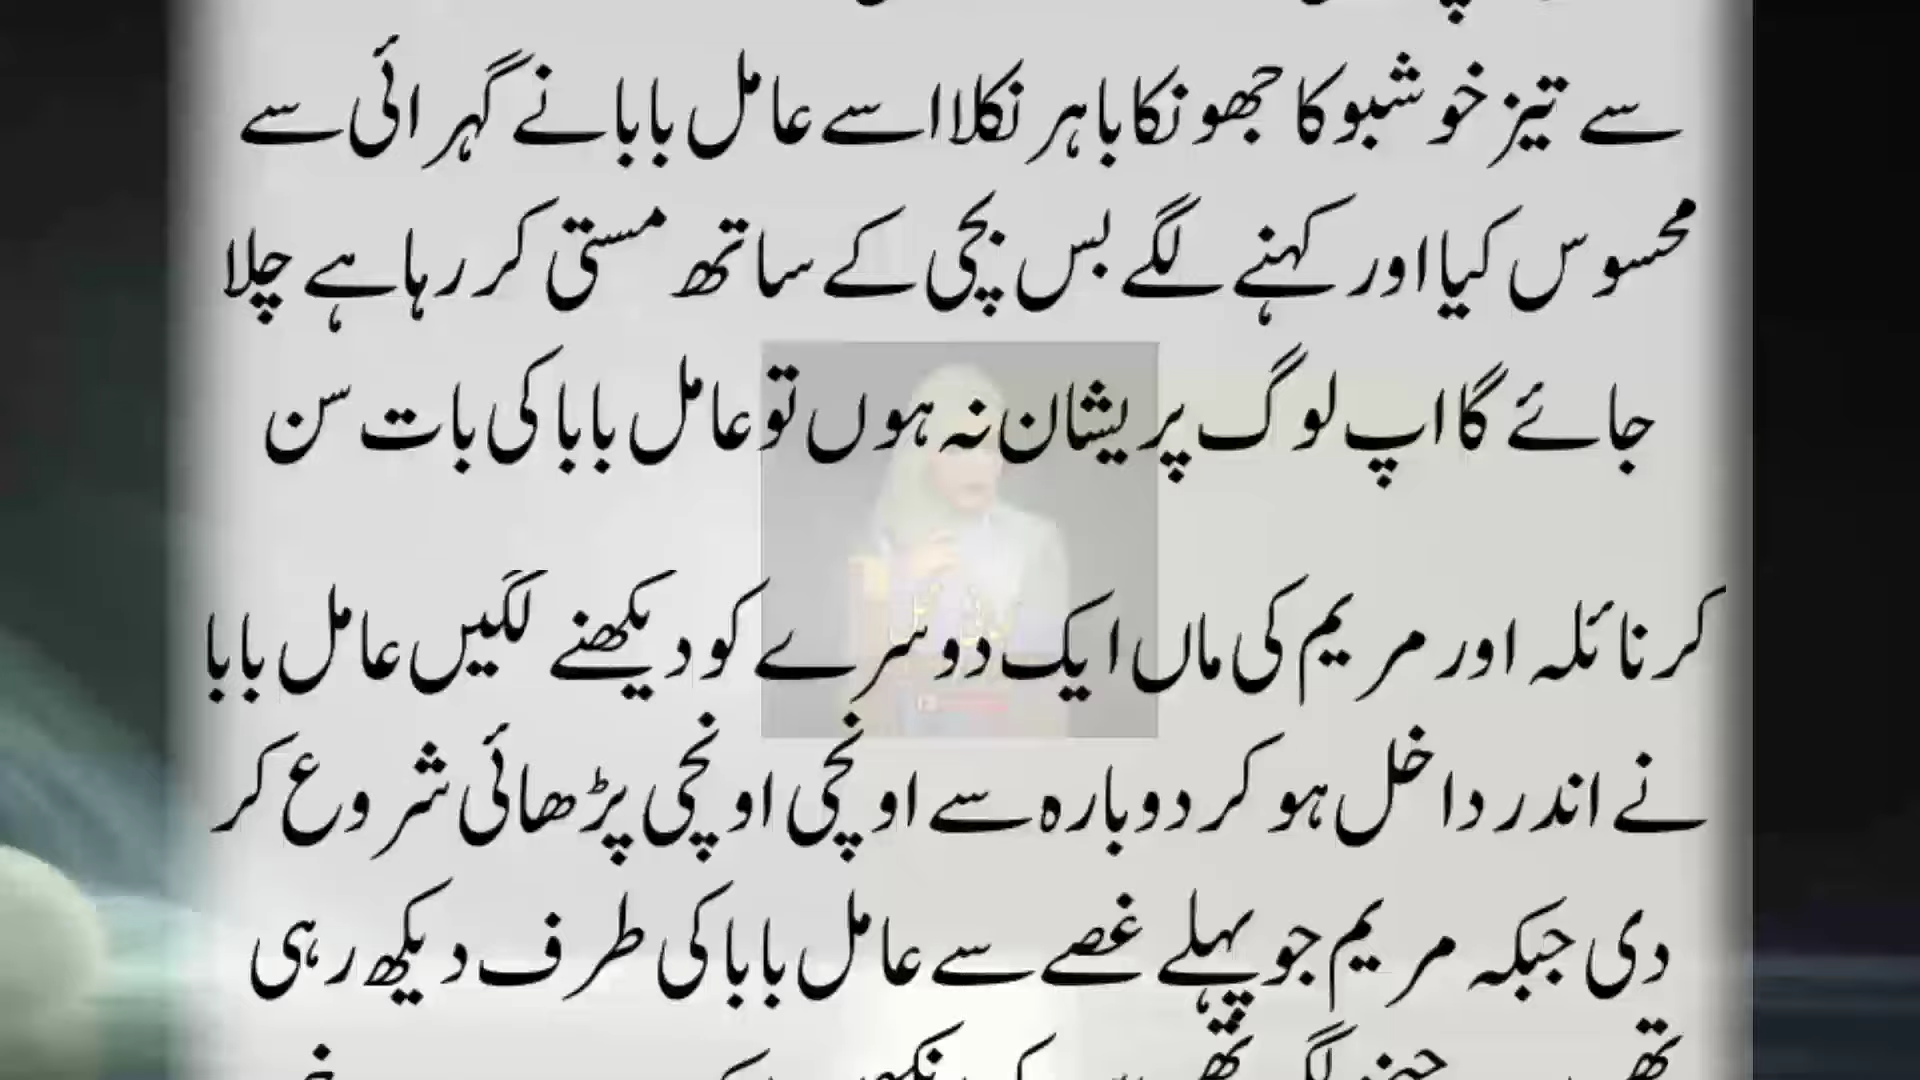 سے تیز خوشبو کا جھونکا باہر نکلا اسے عامل بابا نے گہرائی سے
محسوس کیا اور کہنے لگے بس بچی کے ساتھ مستی کر رہا ہے چلا
جائے گا اپ لوگ پریشان نہ ہوں تو عامل بابا کی بات سن
کر نائلہ اور مریم کی ماں ایک دوسرے کو دیکھنے لگیں عامل بابا
نے اندر داخل ہو کر دوبارہ سے اونچی اونچی پڑھائی شروع کر
دی جبکہ مریم جو پہلے غصے سے عامل بابا کی طرف دیکھ رہی